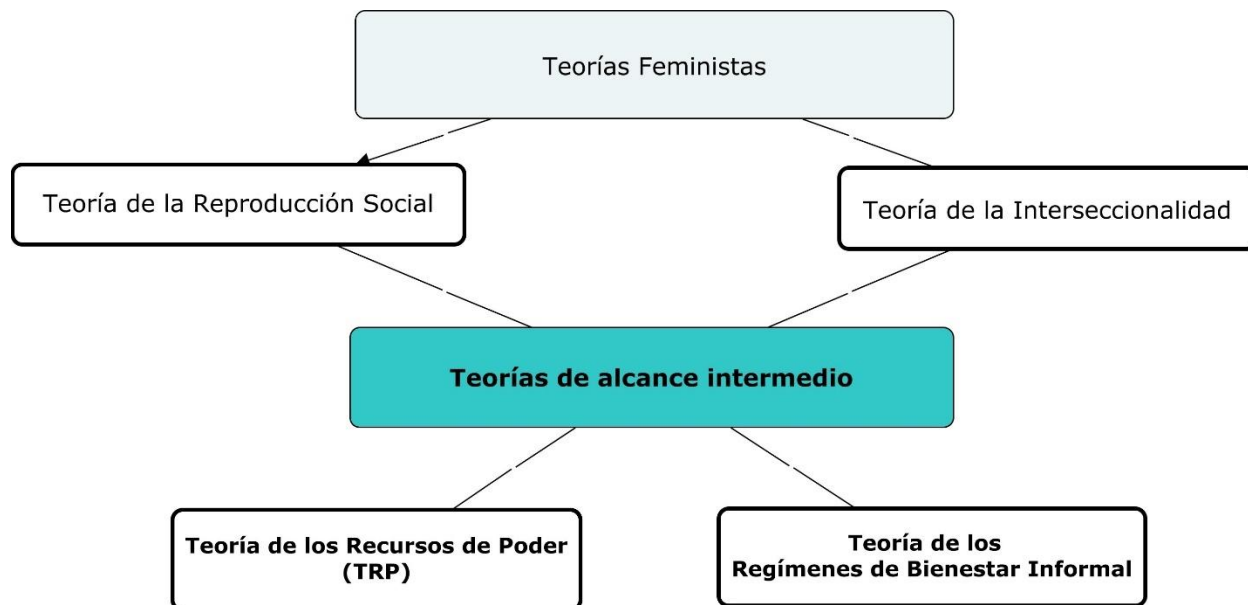 Teorías Feministas
Teoría de la Reproducción Social
Teoría de la Interseccionalidad
Teorías de alcance intermedio
Teoría de los Recursos de Poder
(TRP)
Teoría de los
Regímenes de Bienestar Informal